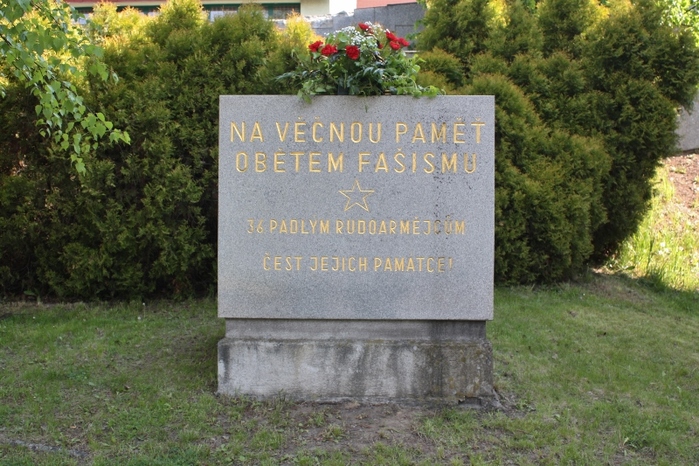 NA VĚČNOU PAMĚŤ
OBĚTEM FAŠISMU
36 PADLÝM RUDOARMĚJCŮM
ČEST JEJICH PAMÁTCE!